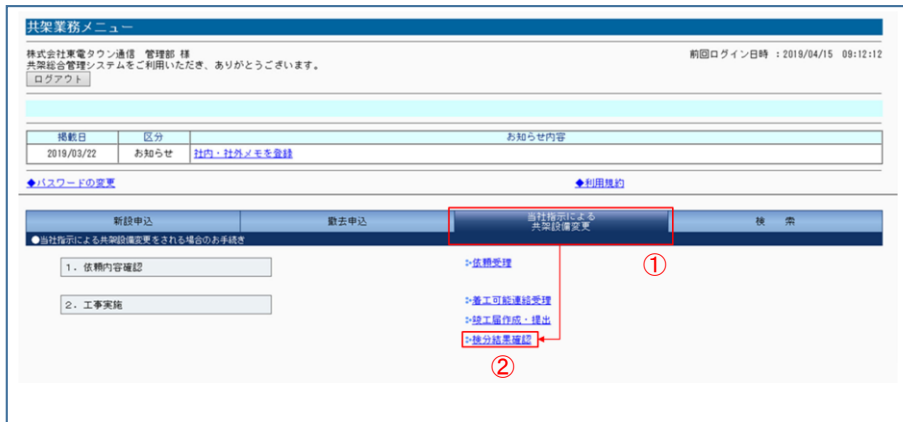 共架業務メニュー
株式会社東電タウン通信 管理部 様
前回ログイン日時 : 2019/04/15 09:12:12
共架総合管理システムをご利用いただき、ありがとうございます。
ログアウト
掲載日 区分 お知らせ内容
2019/03/22 お知らせ 社内・社外メモを登録
◆パスワードの変更 ◆利用規約
新設申込 撤去申込 当社指示による 検 索
共架設備変更
●当社指示による共架設備変更をされる場合のお手続き
1. 依頼内容確認 依頼受理 ①
2. 工事実施 着工可能連絡受理
竣工届作成・提出
検分結果確認
②